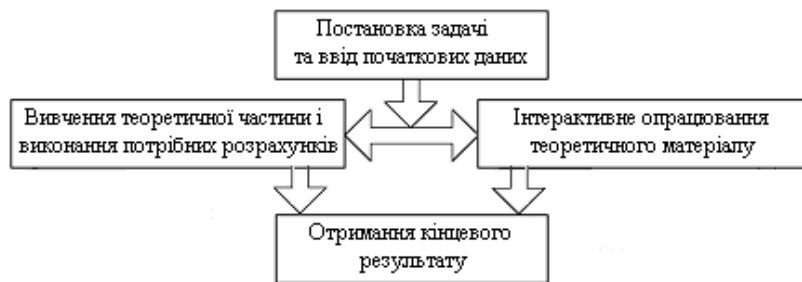 Постановка задачі
та ввід початкових даних
Вивчення теоретичної частини і
виконання потрібних розрахунків
Інтерактивне опрацювання
теоретичного матеріалу
Отримання кінцевого
результату